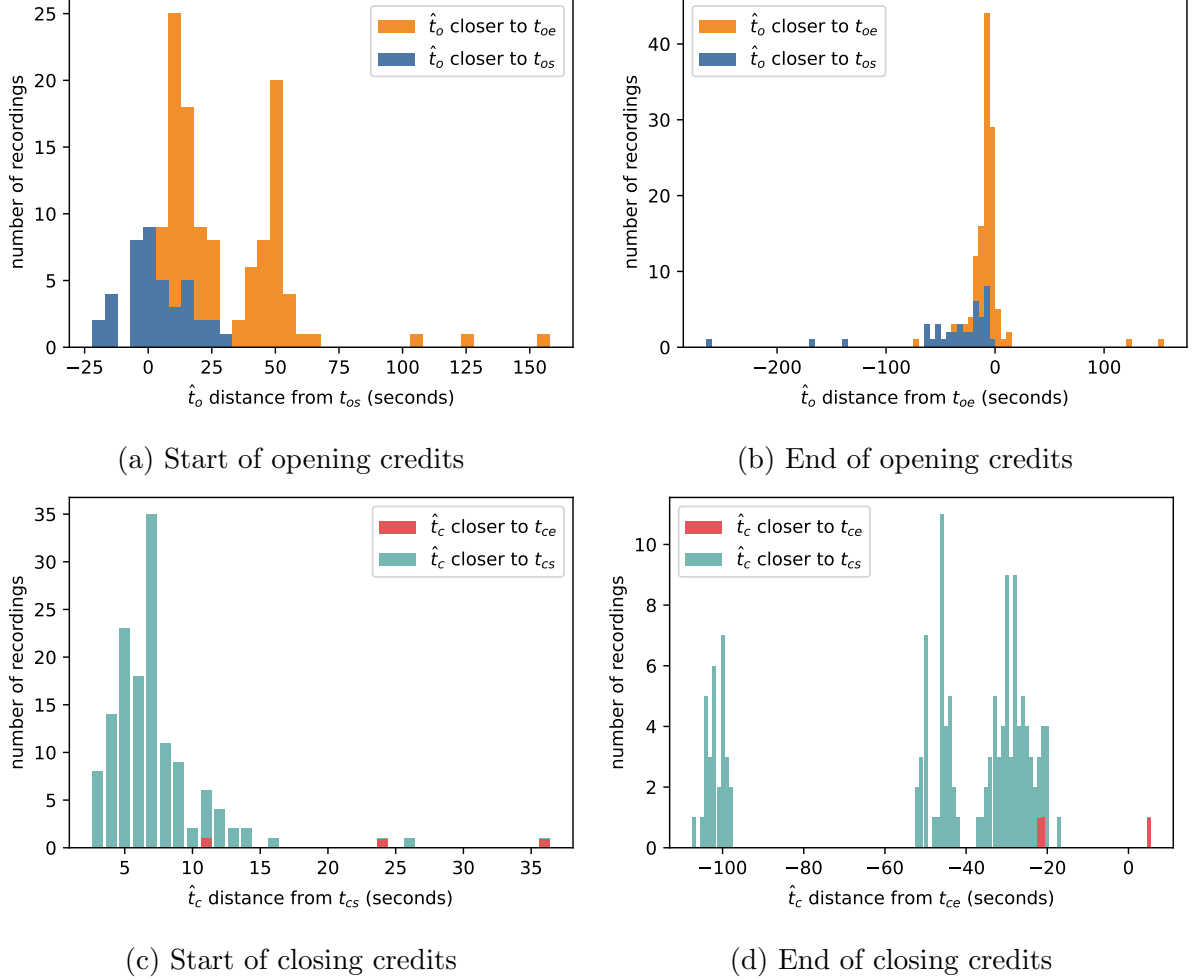 number of recordings
25
20
15
10
5
0
t̂o closer to toe
t̂o closer to tos
−25 0 25 50 75 100 125 150
t̂o distance from tos (seconds)
(a) Start of opening credits
number of recordings
40
30
20
10
0
t̂o closer to toe
t̂o closer to tos
−200 −100 0 100
t̂o distance from toe (seconds)
(b) End of opening credits
number of recordings
35
30
25
20
15
10
5
0
t̂c closer to tce
t̂c closer to tcs
5 10 15 20 25 30 35
t̂c distance from tcs (seconds)
(c) Start of closing credits
number of recordings
10
8
6
4
2
0
t̂c closer to tce
t̂c closer to tcs
−100 −80 −60 −40 −20 0
t̂c distance from tce (seconds)
(d) End of closing credits